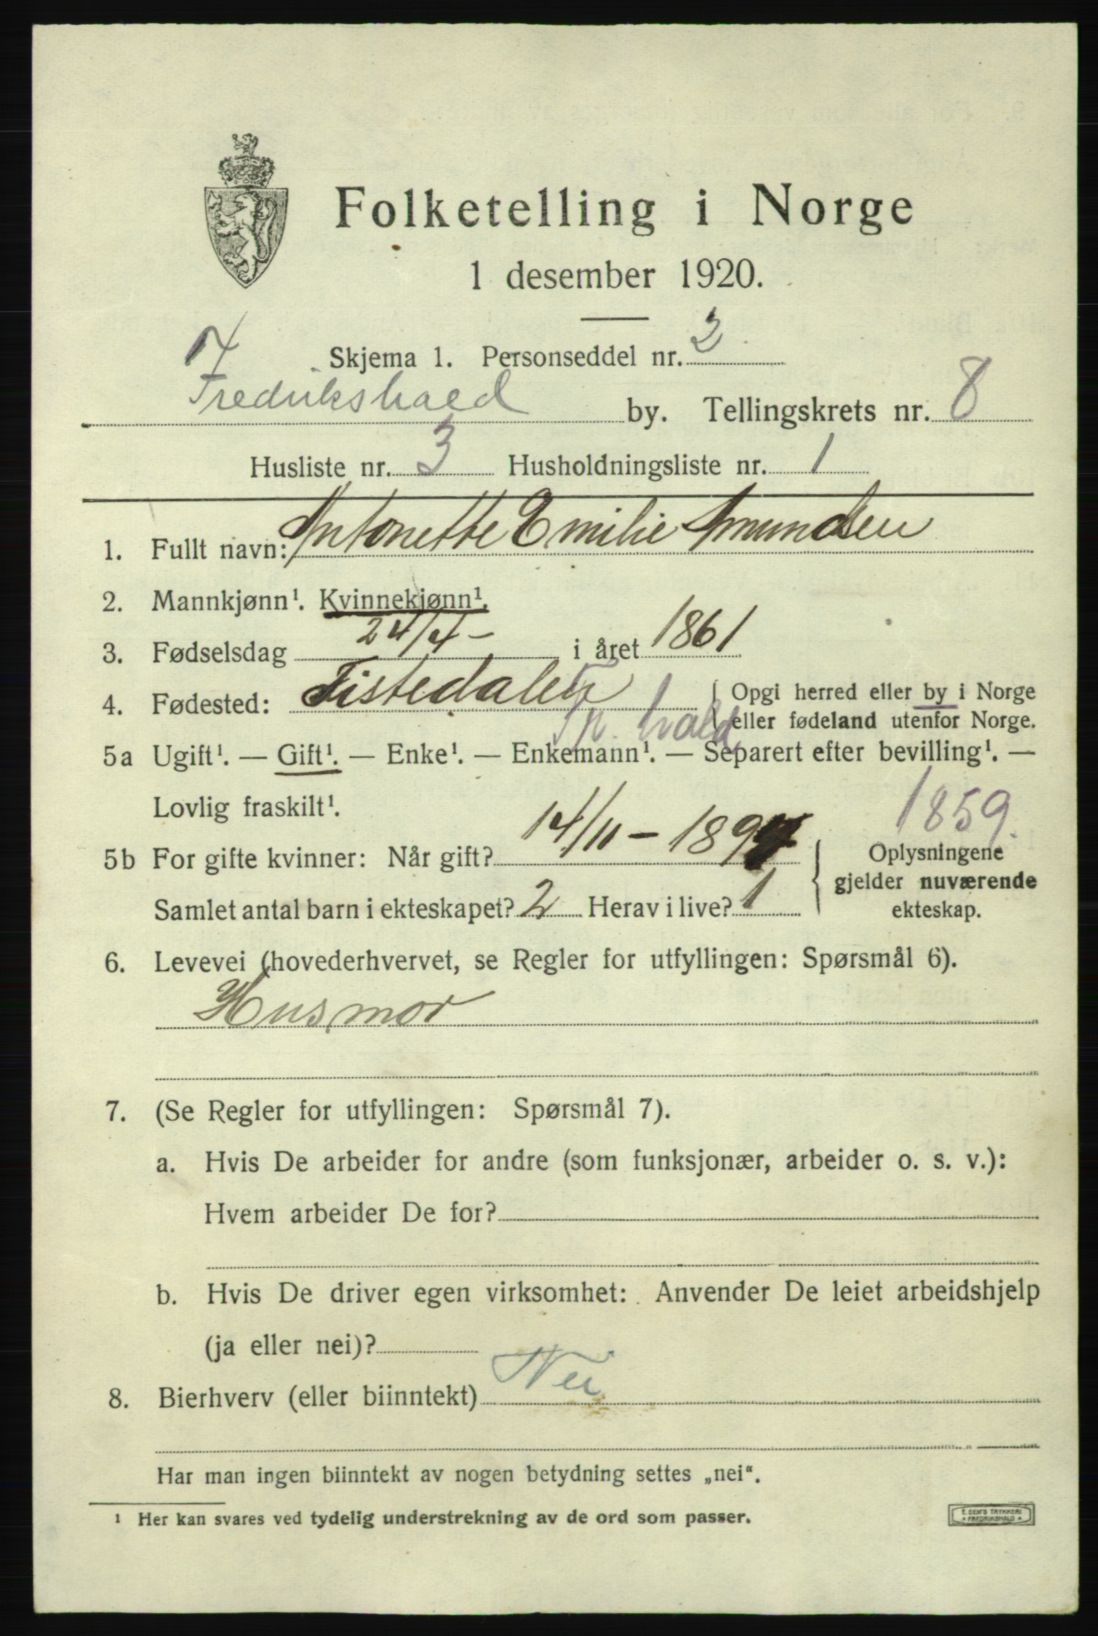 Folketelling i Norge
1 desember 1920.
Skjema 1. Personseddel nr. 2
Fredrikshald by. Tellingskrets nr. 8
Husliste nr. 3 Husholdningsliste nr. 1
1. Fullt navn: Antonette Emilie Amundsen
2. Mannkjønn¹. Kvinnekjønn¹.
3. Fødselsdag 24/4- i året 1861
4. Fødested: Tistedalen { Opgi herred eller by i Norge
eller fødeland utenfor Norge.
Fr. hald
5a Ugift¹. — Gift¹. — Enke¹. — Enkemann¹. — Separert efter bevilling¹. —
Lovlig fraskilt¹.
1859.
5b For gifte kvinner: Når gift? 14/11 - 1897 { Oplysningene
gjelder nuværende
Samlet antal barn i ekteskapet? 2 Herav i live? 1 ekteskap.
6. Levevei (hovederhvervet, se Regler for utfyllingen: Spørsmål 6).
Husmor
7. (Se Regler for utfyllingen: Spørsmål 7).
a. Hvis De arbeider for andre (som funksjonær, arbeider o. s. v.):
Hvem arbeider De for?
b. Hvis De driver egen virksomhet: Anvender De leiet arbeidshjelp
(ja eller nei)?
8. Bierhverv (eller biinntekt) Nei
Har man ingen biinntekt av nogen betydning settes „nei“.
¹ Her kan svares ved tydelig understrekning av de ord som passer.
E. SEM'S TRYKKERI
FREDRIKSHALD